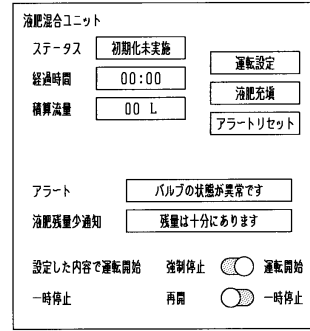 液肥混合ユニット
ステータス 初期化未実施
運転設定
経過時間 00:00
液肥充填
積算流量 00 L
アラートリセット
アラート バルブの状態が異常です
液肥残量少通知 残量は十分にあります
設定した内容で運転開始 強制停止 運転開始
一時停止 再開 一時停止